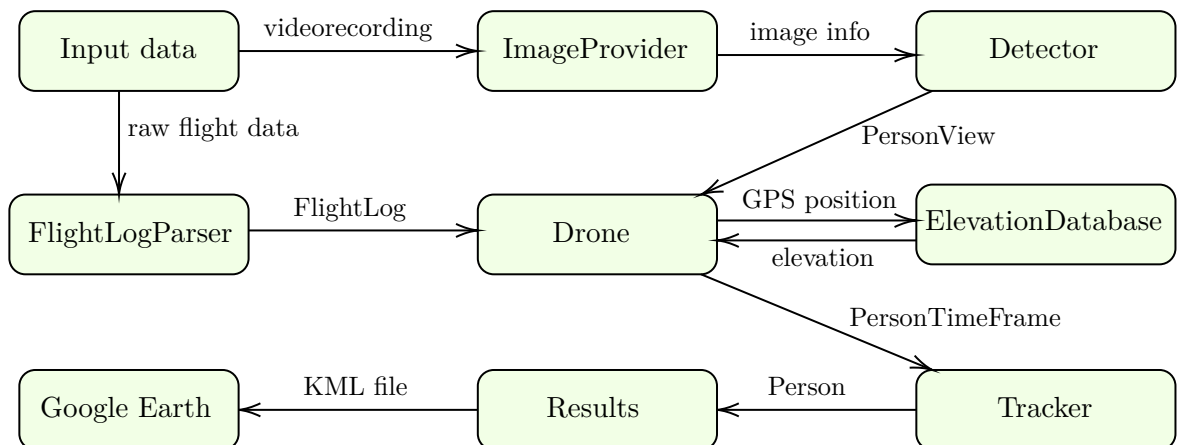 Input data
videorecording
ImageProvider
image info
Detector
raw flight data
PersonView
FlightLogParser
FlightLog
Drone
GPS position
elevation
ElevationDatabase
PersonTimeFrame
Google Earth
KML file
Results
Person
Tracker